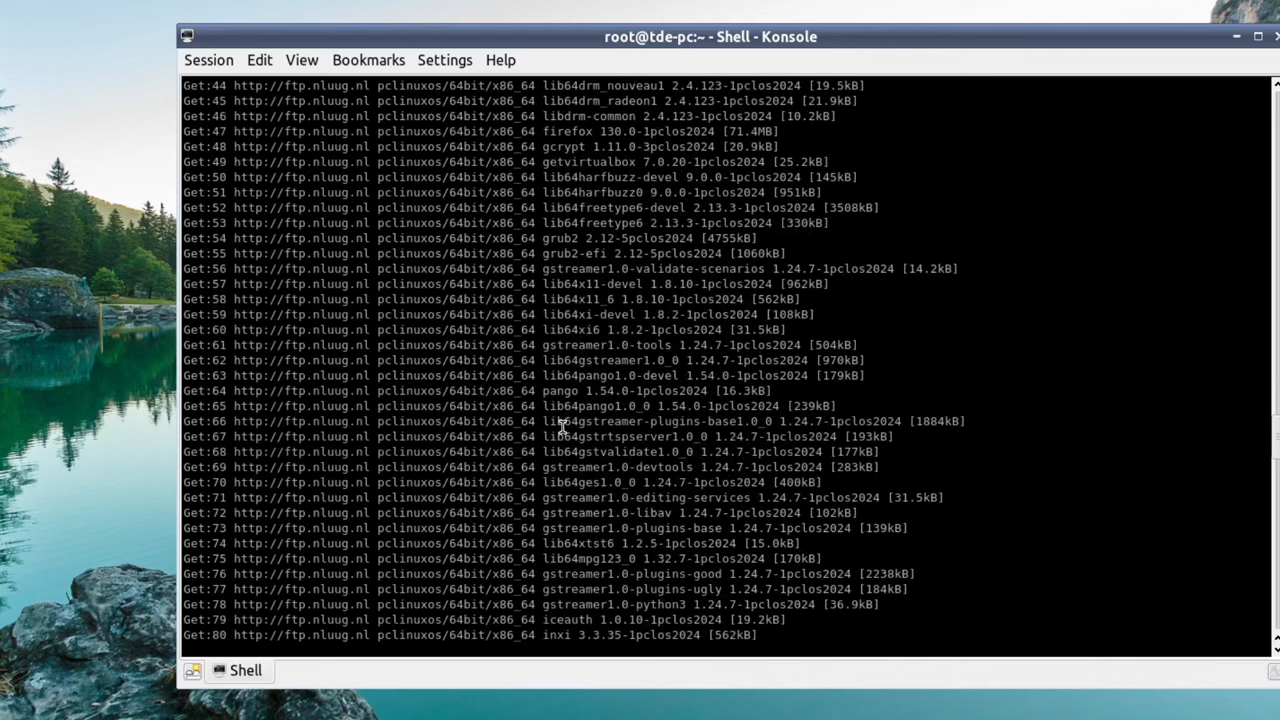 root@tde-pc:~ - Shell - Konsole
Session Edit View Bookmarks Settings Help
Get:44 http://ftp.nluug.nl pclinuxos/64bit/x86_64 lib64drm_nouveau1 2.4.123-1pclos2024 [19.5kB]
Get:45 http://ftp.nluug.nl pclinuxos/64bit/x86_64 lib64drm_radeon1 2.4.123-1pclos2024 [21.9kB]
Get:46 http://ftp.nluug.nl pclinuxos/64bit/x86_64 libdrm-common 2.4.123-1pclos2024 [10.2kB]
Get:47 http://ftp.nluug.nl pclinuxos/64bit/x86_64 firefox 130.0-1pclos2024 [71.4MB]
Get:48 http://ftp.nluug.nl pclinuxos/64bit/x86_64 gcrypt 1.11.0-3pclos2024 [20.9kB]
Get:49 http://ftp.nluug.nl pclinuxos/64bit/x86_64 getvirtualbox 7.0.20-1pclos2024 [25.2kB]
Get:50 http://ftp.nluug.nl pclinuxos/64bit/x86_64 lib64harfbuzz-devel 9.0.0-1pclos2024 [145kB]
Get:51 http://ftp.nluug.nl pclinuxos/64bit/x86_64 lib64harfbuzz0 9.0.0-1pclos2024 [951kB]
Get:52 http://ftp.nluug.nl pclinuxos/64bit/x86_64 lib64freetype6-devel 2.13.3-1pclos2024 [3508kB]
Get:53 http://ftp.nluug.nl pclinuxos/64bit/x86_64 lib64freetype6 2.13.3-1pclos2024 [330kB]
Get:54 http://ftp.nluug.nl pclinuxos/64bit/x86_64 grub2 2.12-5pclos2024 [4755kB]
Get:55 http://ftp.nluug.nl pclinuxos/64bit/x86_64 grub2-efi 2.12-5pclos2024 [1060kB]
Get:56 http://ftp.nluug.nl pclinuxos/64bit/x86_64 gstreamer1.0-validate-scenarios 1.24.7-1pclos2024 [14.2kB]
Get:57 http://ftp.nluug.nl pclinuxos/64bit/x86_64 lib64x11-devel 1.8.10-1pclos2024 [962kB]
Get:58 http://ftp.nluug.nl pclinuxos/64bit/x86_64 lib64x11_6 1.8.10-1pclos2024 [562kB]
Get:59 http://ftp.nluug.nl pclinuxos/64bit/x86_64 lib64xi-devel 1.8.2-1pclos2024 [108kB]
Get:60 http://ftp.nluug.nl pclinuxos/64bit/x86_64 lib64xi6 1.8.2-1pclos2024 [31.5kB]
Get:61 http://ftp.nluug.nl pclinuxos/64bit/x86_64 gstreamer1.0-tools 1.24.7-1pclos2024 [504kB]
Get:62 http://ftp.nluug.nl pclinuxos/64bit/x86_64 lib64gstreamer1.0_0 1.24.7-1pclos2024 [970kB]
Get:63 http://ftp.nluug.nl pclinuxos/64bit/x86_64 lib64pango1.0-devel 1.54.0-1pclos2024 [179kB]
Get:64 http://ftp.nluug.nl pclinuxos/64bit/x86_64 pango 1.54.0-1pclos2024 [16.3kB]
Get:65 http://ftp.nluug.nl pclinuxos/64bit/x86_64 lib64pango1.0_0 1.54.0-1pclos2024 [239kB]
Get:66 http://ftp.nluug.nl pclinuxos/64bit/x86_64 lib64gstreamer-plugins-base1.0_0 1.24.7-1pclos2024 [1884kB]
Get:67 http://ftp.nluug.nl pclinuxos/64bit/x86_64 lib64gstrtspserver1.0_0 1.24.7-1pclos2024 [193kB]
Get:68 http://ftp.nluug.nl pclinuxos/64bit/x86_64 lib64gstvalidate1.0_0 1.24.7-1pclos2024 [177kB]
Get:69 http://ftp.nluug.nl pclinuxos/64bit/x86_64 gstreamer1.0-devtools 1.24.7-1pclos2024 [283kB]
Get:70 http://ftp.nluug.nl pclinuxos/64bit/x86_64 lib64ges1.0_0 1.24.7-1pclos2024 [400kB]
Get:71 http://ftp.nluug.nl pclinuxos/64bit/x86_64 gstreamer1.0-editing-services 1.24.7-1pclos2024 [31.5kB]
Get:72 http://ftp.nluug.nl pclinuxos/64bit/x86_64 gstreamer1.0-libav 1.24.7-1pclos2024 [102kB]
Get:73 http://ftp.nluug.nl pclinuxos/64bit/x86_64 gstreamer1.0-plugins-base 1.24.7-1pclos2024 [139kB]
Get:74 http://ftp.nluug.nl pclinuxos/64bit/x86_64 lib64xtst6 1.2.5-1pclos2024 [15.0kB]
Get:75 http://ftp.nluug.nl pclinuxos/64bit/x86_64 lib64mpg123_0 1.32.7-1pclos2024 [170kB]
Get:76 http://ftp.nluug.nl pclinuxos/64bit/x86_64 gstreamer1.0-plugins-good 1.24.7-1pclos2024 [2238kB]
Get:77 http://ftp.nluug.nl pclinuxos/64bit/x86_64 gstreamer1.0-plugins-ugly 1.24.7-1pclos2024 [184kB]
Get:78 http://ftp.nluug.nl pclinuxos/64bit/x86_64 gstreamer1.0-python3 1.24.7-1pclos2024 [36.9kB]
Get:79 http://ftp.nluug.nl pclinuxos/64bit/x86_64 iceauth 1.0.10-1pclos2024 [19.2kB]
Get:80 http://ftp.nluug.nl pclinuxos/64bit/x86_64 inxi 3.3.35-1pclos2024 [562kB]
Shell